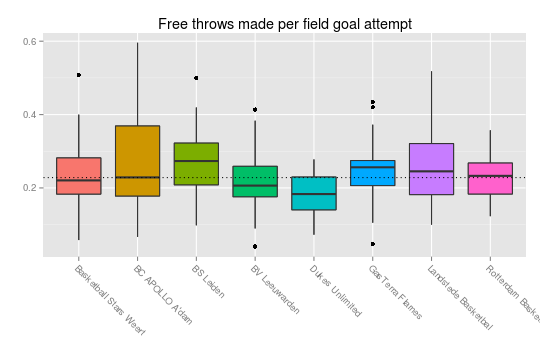 Free throws made per field goal attempt
0.6
0.4
0.2
Basketball Stars Weert
BC APOLLO A'dam
BS Leiden
BV Leeuwarden
Dukes Unlimited
GasTerra Flames
Landstede Basketbal
Rotterdam Baske